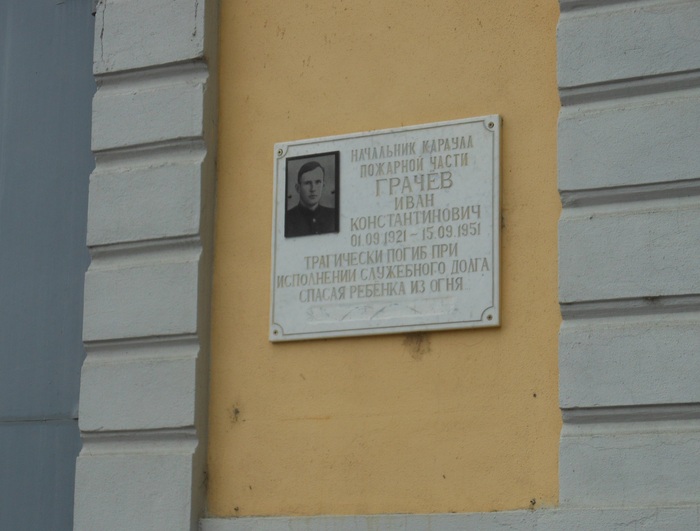 НАЧАЛЬНИК КАРАУЛА
ПОЖАРНОЙ ЧАСТИ
ГРАЧЕВ
ИВАН
КОНСТАНТИНОВИЧ
01.09.1921 - 15.09.1951
ТРАГИЧЕСКИ ПОГИБ ПРИ
ИСПОЛНЕНИИ СЛУЖЕБНОГО ДОЛГА
СПАСАЯ РЕБЕНКА ИЗ ОГНЯ